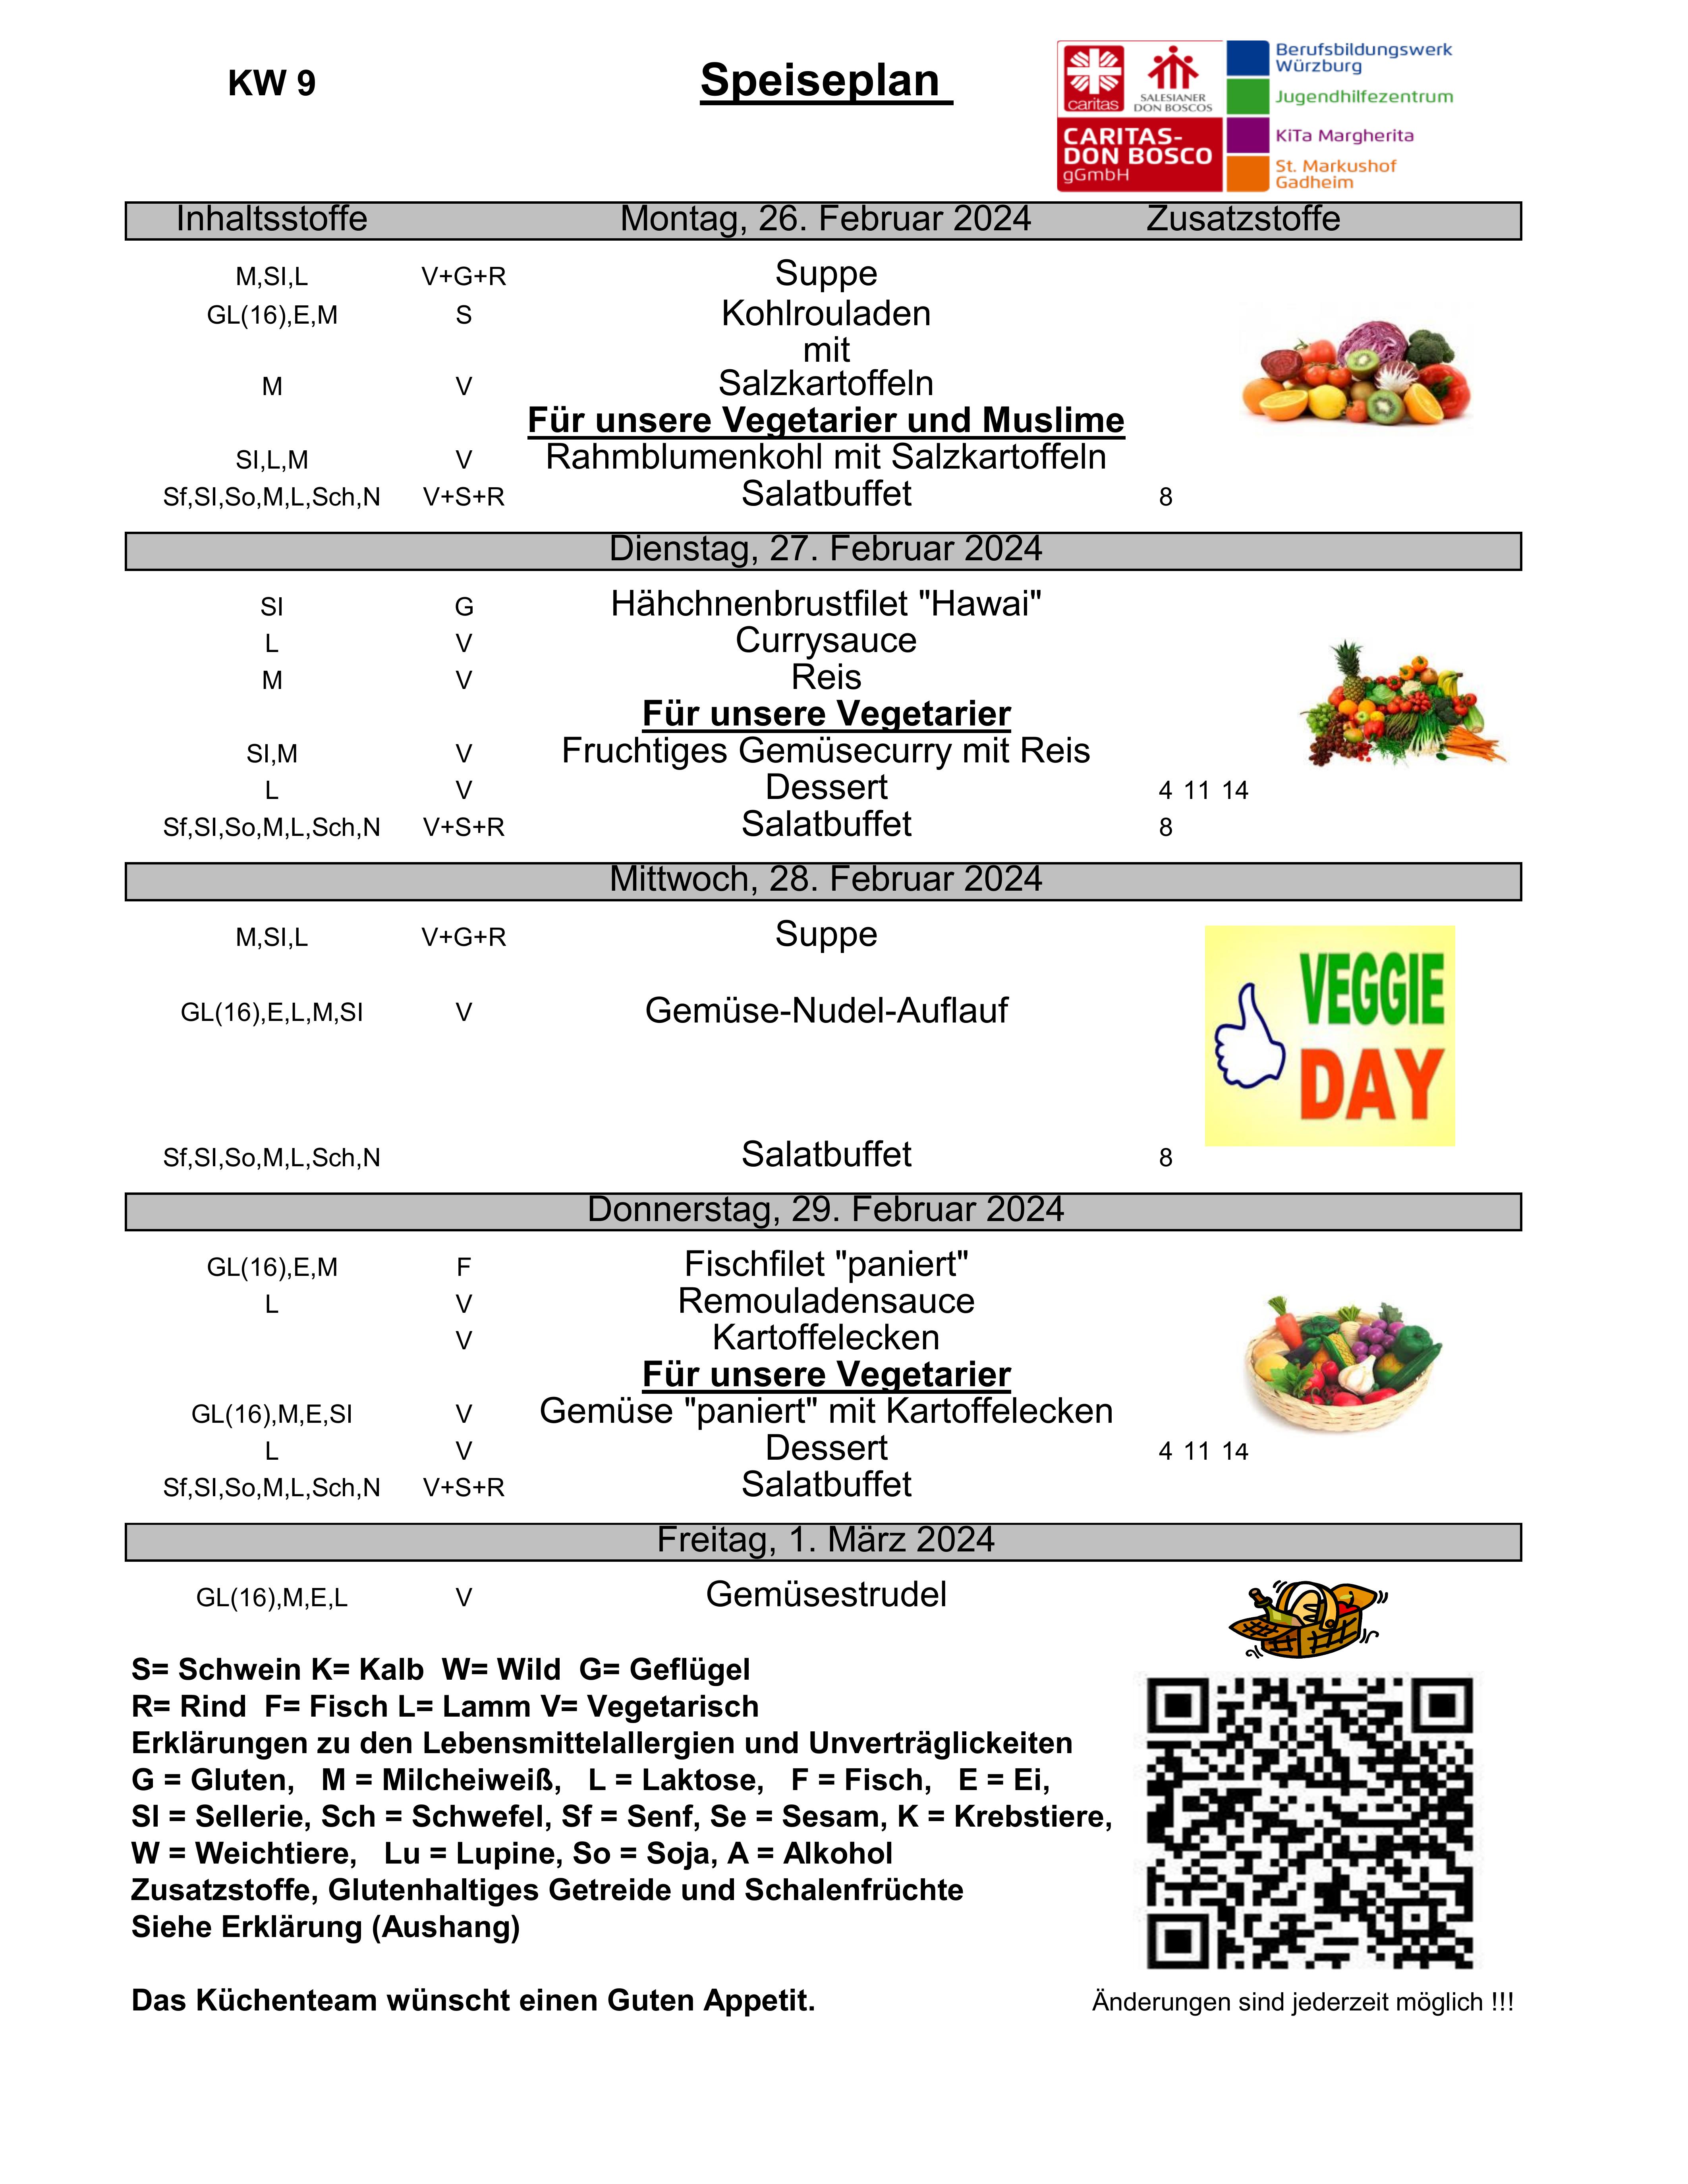 KW 9
Speiseplan
caritas
SALESIANER
DON BOSCOS
CARITAS-
DON BOSCO
gGmbH
Berufsbildungswerk
Würzburg
Jugendhilfezentrum
KiTa Margherita
St. Markushof
Gadheim
Inhaltsstoffe Montag, 26. Februar 2024 Zusatzstoffe
M,SI,L V+G+R Suppe
GL(16),E,M S Kohlrouladen
mit
M V Salzkartoffeln
Für unsere Vegetarier und Muslime
SI,L,M V Rahmblumenkohl mit Salzkartoffeln
Sf,SI,So,M,L,Sch,N V+S+R Salatbuffet 8
Dienstag, 27. Februar 2024
SI G Hähchnenbrustfilet "Hawai"
L V Currysauce
M V Reis
Für unsere Vegetarier
SI,M V Fruchtiges Gemüsecurry mit Reis
L V Dessert 4 11 14
Sf,SI,So,M,L,Sch,N V+S+R Salatbuffet 8
Mittwoch, 28. Februar 2024
M,SI,L V+G+R Suppe
GL(16),E,L,M,SI V Gemüse-Nudel-Auflauf
VEGGIE
DAY
Sf,SI,So,M,L,Sch,N Salatbuffet 8
Donnerstag, 29. Februar 2024
GL(16),E,M F Fischfilet "paniert"
L V Remouladensauce
V Kartoffelecken
Für unsere Vegetarier
GL(16),M,E,SI V Gemüse "paniert" mit Kartoffelecken
L V Dessert 4 11 14
Sf,SI,So,M,L,Sch,N V+S+R Salatbuffet
Freitag, 1. März 2024
GL(16),M,E,L V Gemüsestrudel
S= Schwein K= Kalb W= Wild G= Geflügel
R= Rind F= Fisch L= Lamm V= Vegetarisch
Erklärungen zu den Lebensmittelallergien und Unverträglickeiten
G = Gluten, M = Milcheiweiß, L = Laktose, F = Fisch, E = Ei,
SI = Sellerie, Sch = Schwefel, Sf = Senf, Se = Sesam, K = Krebstiere,
W = Weichtiere, Lu = Lupine, So = Soja, A = Alkohol
Zusatzstoffe, Glutenhaltiges Getreide und Schalenfrüchte
Siehe Erklärung (Aushang)
Das Küchenteam wünscht einen Guten Appetit.
Änderungen sind jederzeit möglich !!!